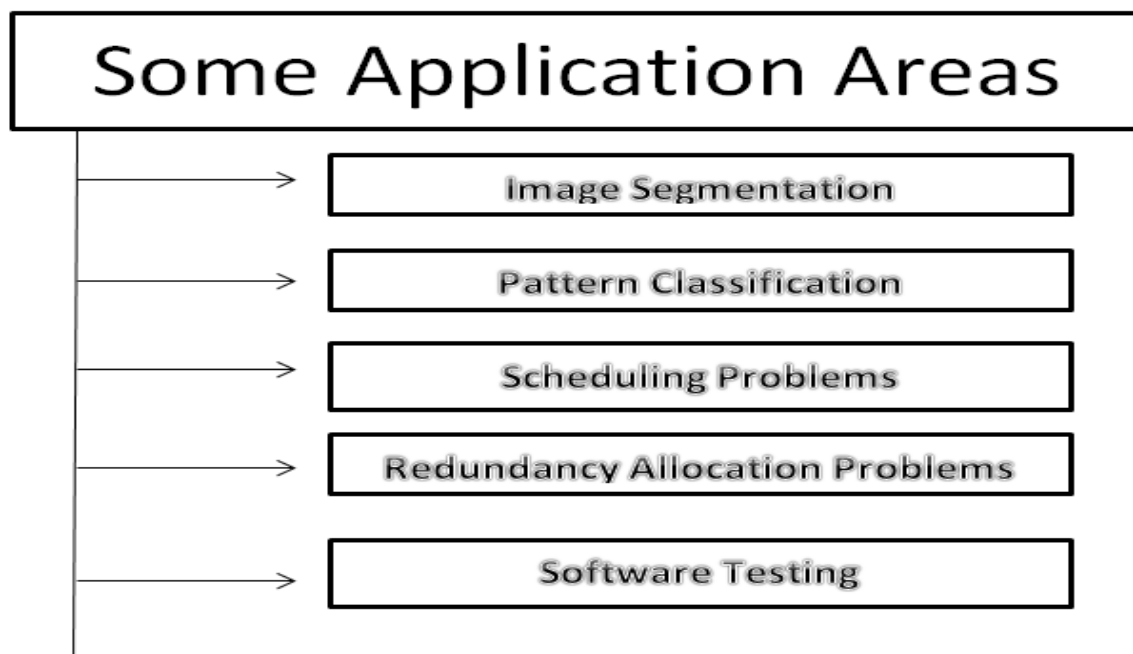 Some Application Areas
Image Segmentation
Pattern Classification
Scheduling Problems
Redundancy Allocation Problems
Software Testing